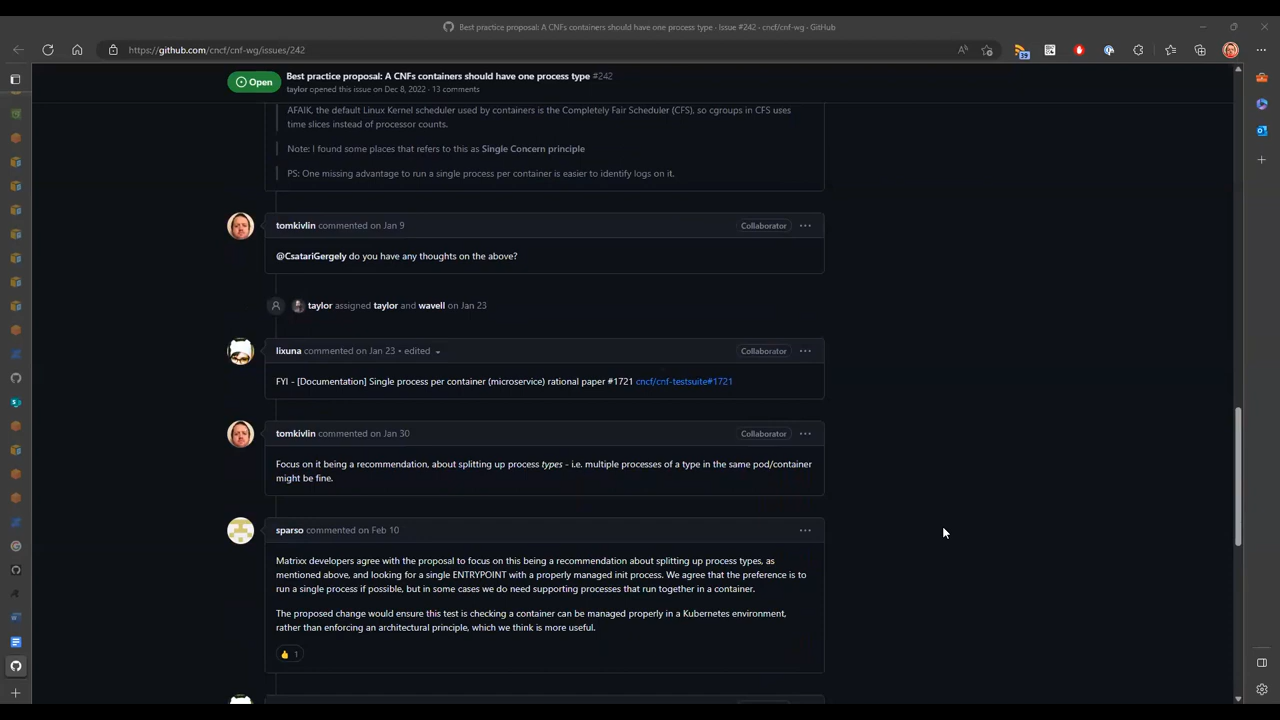 Best practice proposal: A CNFs containers should have one process type · Issue #242 · cncf/cnf-wg · GitHub
https://github.com/cncf/cnf-wg/issues/242
39
Open
Best practice proposal: A CNFs containers should have one process type #242
taylor opened this issue on Dec 8, 2022 · 13 comments
AFAIK, the default Linux Kernel scheduler used by containers is the Completely Fair Scheduler (CFS), so cgroups in CFS uses
time slices instead of processor counts.
Note: I found some places that refers to this as Single Concern principle
PS: One missing advantage to run a single process per container is easier to identify logs on it.
tomkivlin commented on Jan 9
Collaborator
@CsatariGergely do you have any thoughts on the above?
taylor assigned taylor and wavell on Jan 23
lixuna commented on Jan 23 • edited
Collaborator
FYI - [Documentation] Single process per container (microservice) rational paper #1721 cncf/cnf-testsuite#1721
tomkivlin commented on Jan 30
Collaborator
Focus on it being a recommendation, about splitting up process types - i.e. multiple processes of a type in the same pod/container
might be fine.
sparso commented on Feb 10
Matrixx developers agree with the proposal to focus on this being a recommendation about splitting up process types, as
mentioned above, and looking for a single ENTRYPOINT with a properly managed init process. We agree that the preference is to
run a single process if possible, but in some cases we do need supporting processes that run together in a container.
The proposed change would ensure this test is checking a container can be managed properly in a Kubernetes environment,
rather than enforcing an architectural principle, which we think is more useful.
👍 1